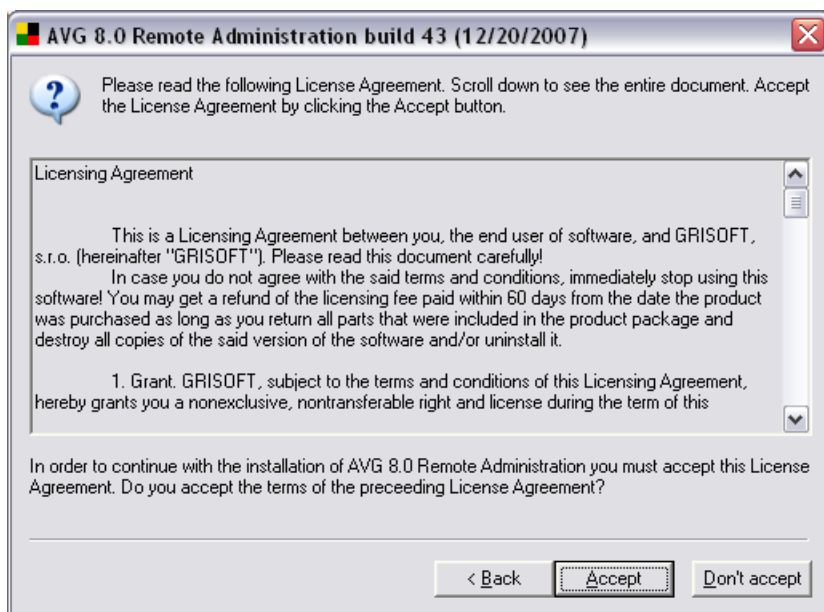 AVG 8.0 Remote Administration build 43 (12/20/2007)
Please read the following License Agreement. Scroll down to see the entire document. Accept
the License Agreement by clicking the Accept button.
Licensing Agreement
This is a Licensing Agreement between you, the end user of software, and GRISOFT,
s.r.o. (hereinafter "GRISOFT"). Please read this document carefully!
In case you do not agree with the said terms and conditions, immediately stop using this
software! You may get a refund of the licensing fee paid within 60 days from the date the product
was purchased as long as you return all parts that were included in the product package and
destroy all copies of the said version of the software and/or uninstall it.
1. Grant. GRISOFT, subject to the terms and conditions of this Licensing Agreement,
hereby grants you a nonexclusive, nontransferable right and license during the term of this
In order to continue with the installation of AVG 8.0 Remote Administration you must accept this License
Agreement. Do you accept the terms of the preceeding License Agreement?
< Back Accept Don't accept